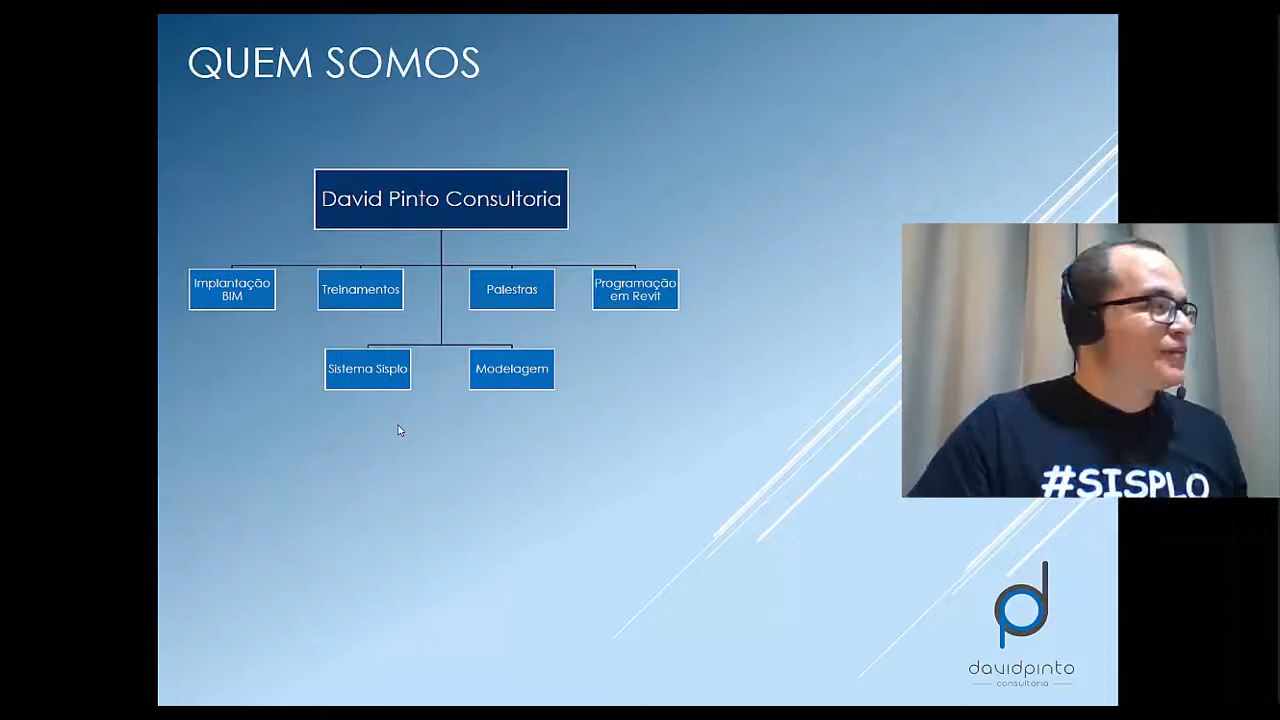 QUEM SOMOS
David Pinto Consultoria
Implantação
BIM
Treinamentos
Palestras
Programação
em Revit
Sistema Sisplo
Modelagem
#SISPLO
davidpinto
consultoria